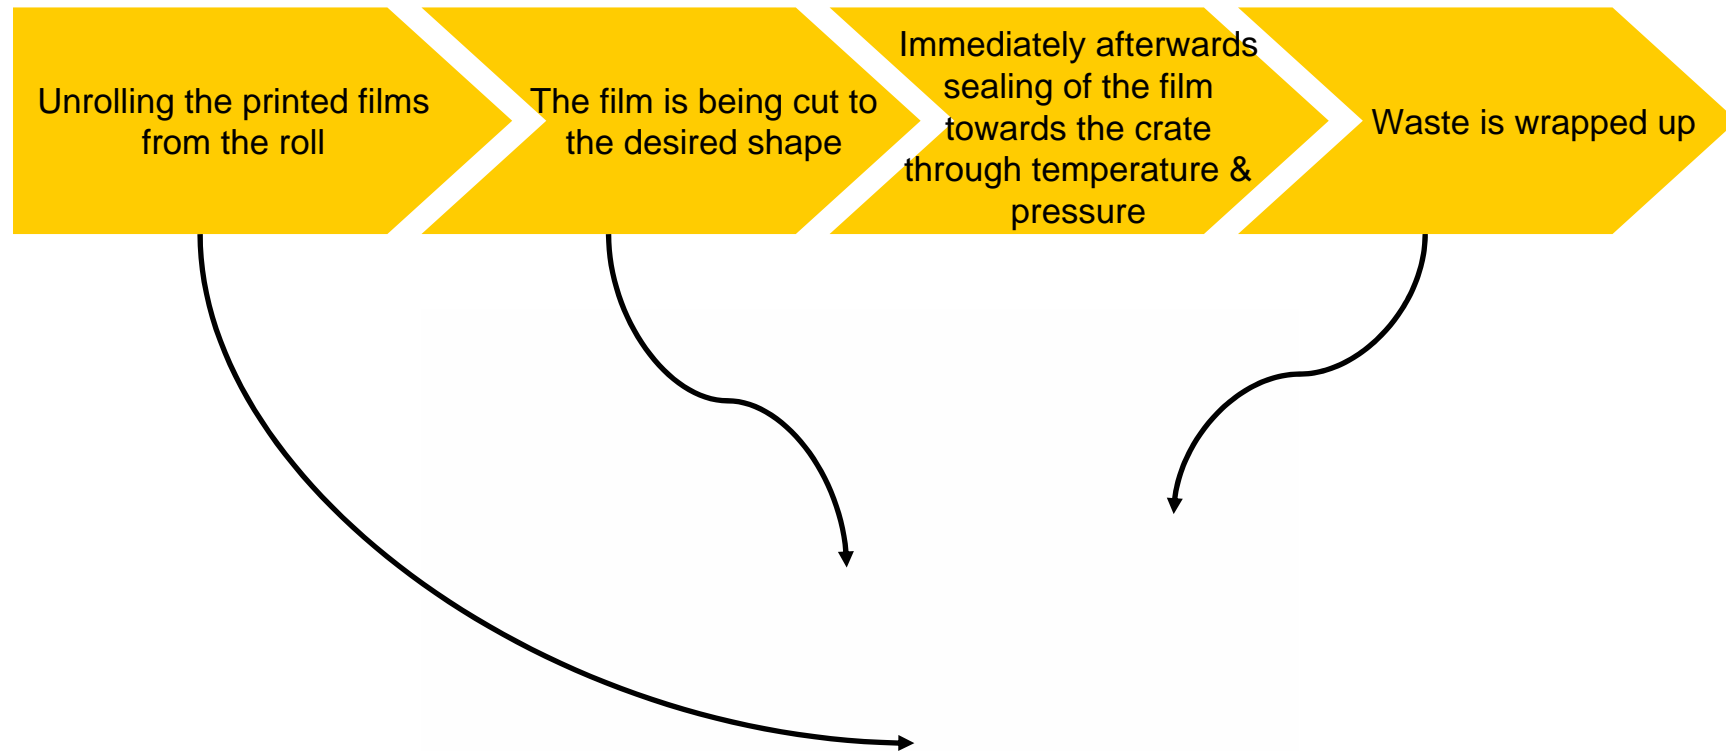 Unrolling the printed films
from the roll
The film is being cut to
the desired shape
Immediately afterwards
sealing of the film
towards the crate
through temperature &
pressure
Waste is wrapped up